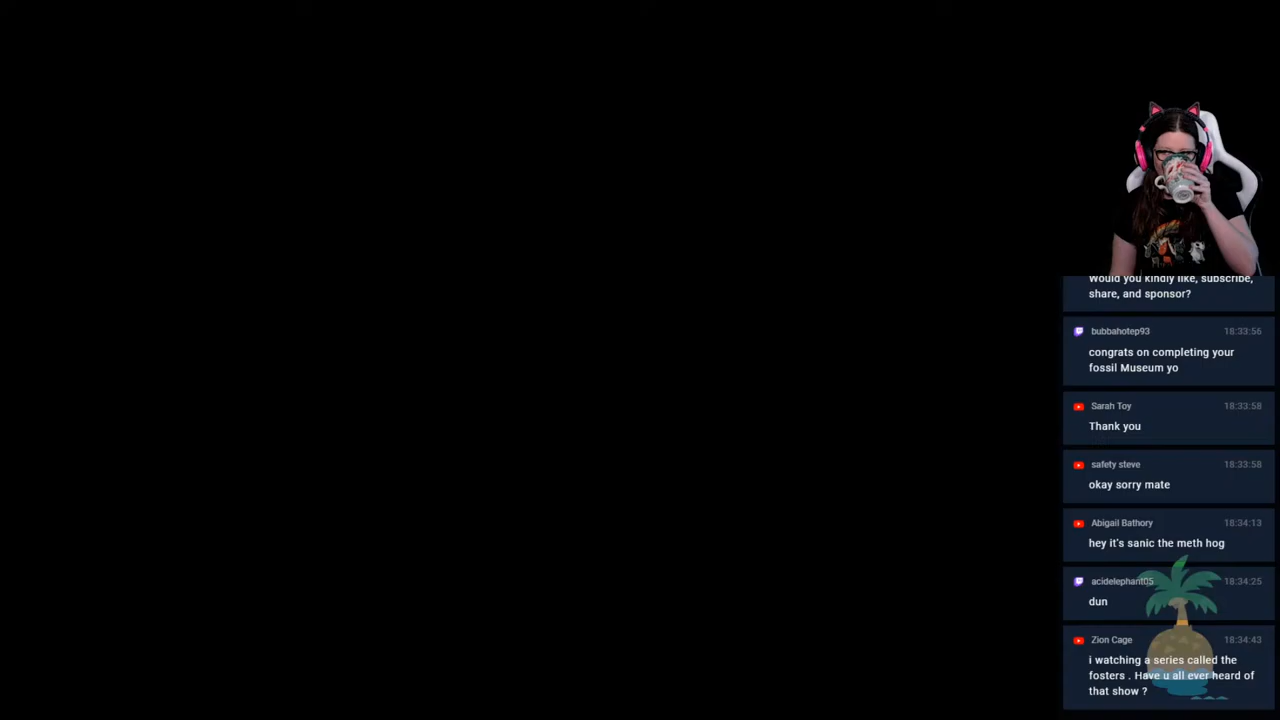 Would you kindly like, subscribe,
share, and sponsor?
bubbahotep93 18:33:56
congrats on completing your
fossil Museum yo
Sarah Toy 18:33:58
Thank you
safety steve 18:33:58
okay sorry mate
Abigail Bathory 18:34:13
hey it's sanic the meth hog
acidelephant05 18:34:25
dun
Zion Cage 18:34:43
i watching a series called the
fosters . Have u all ever heard of
that show ?